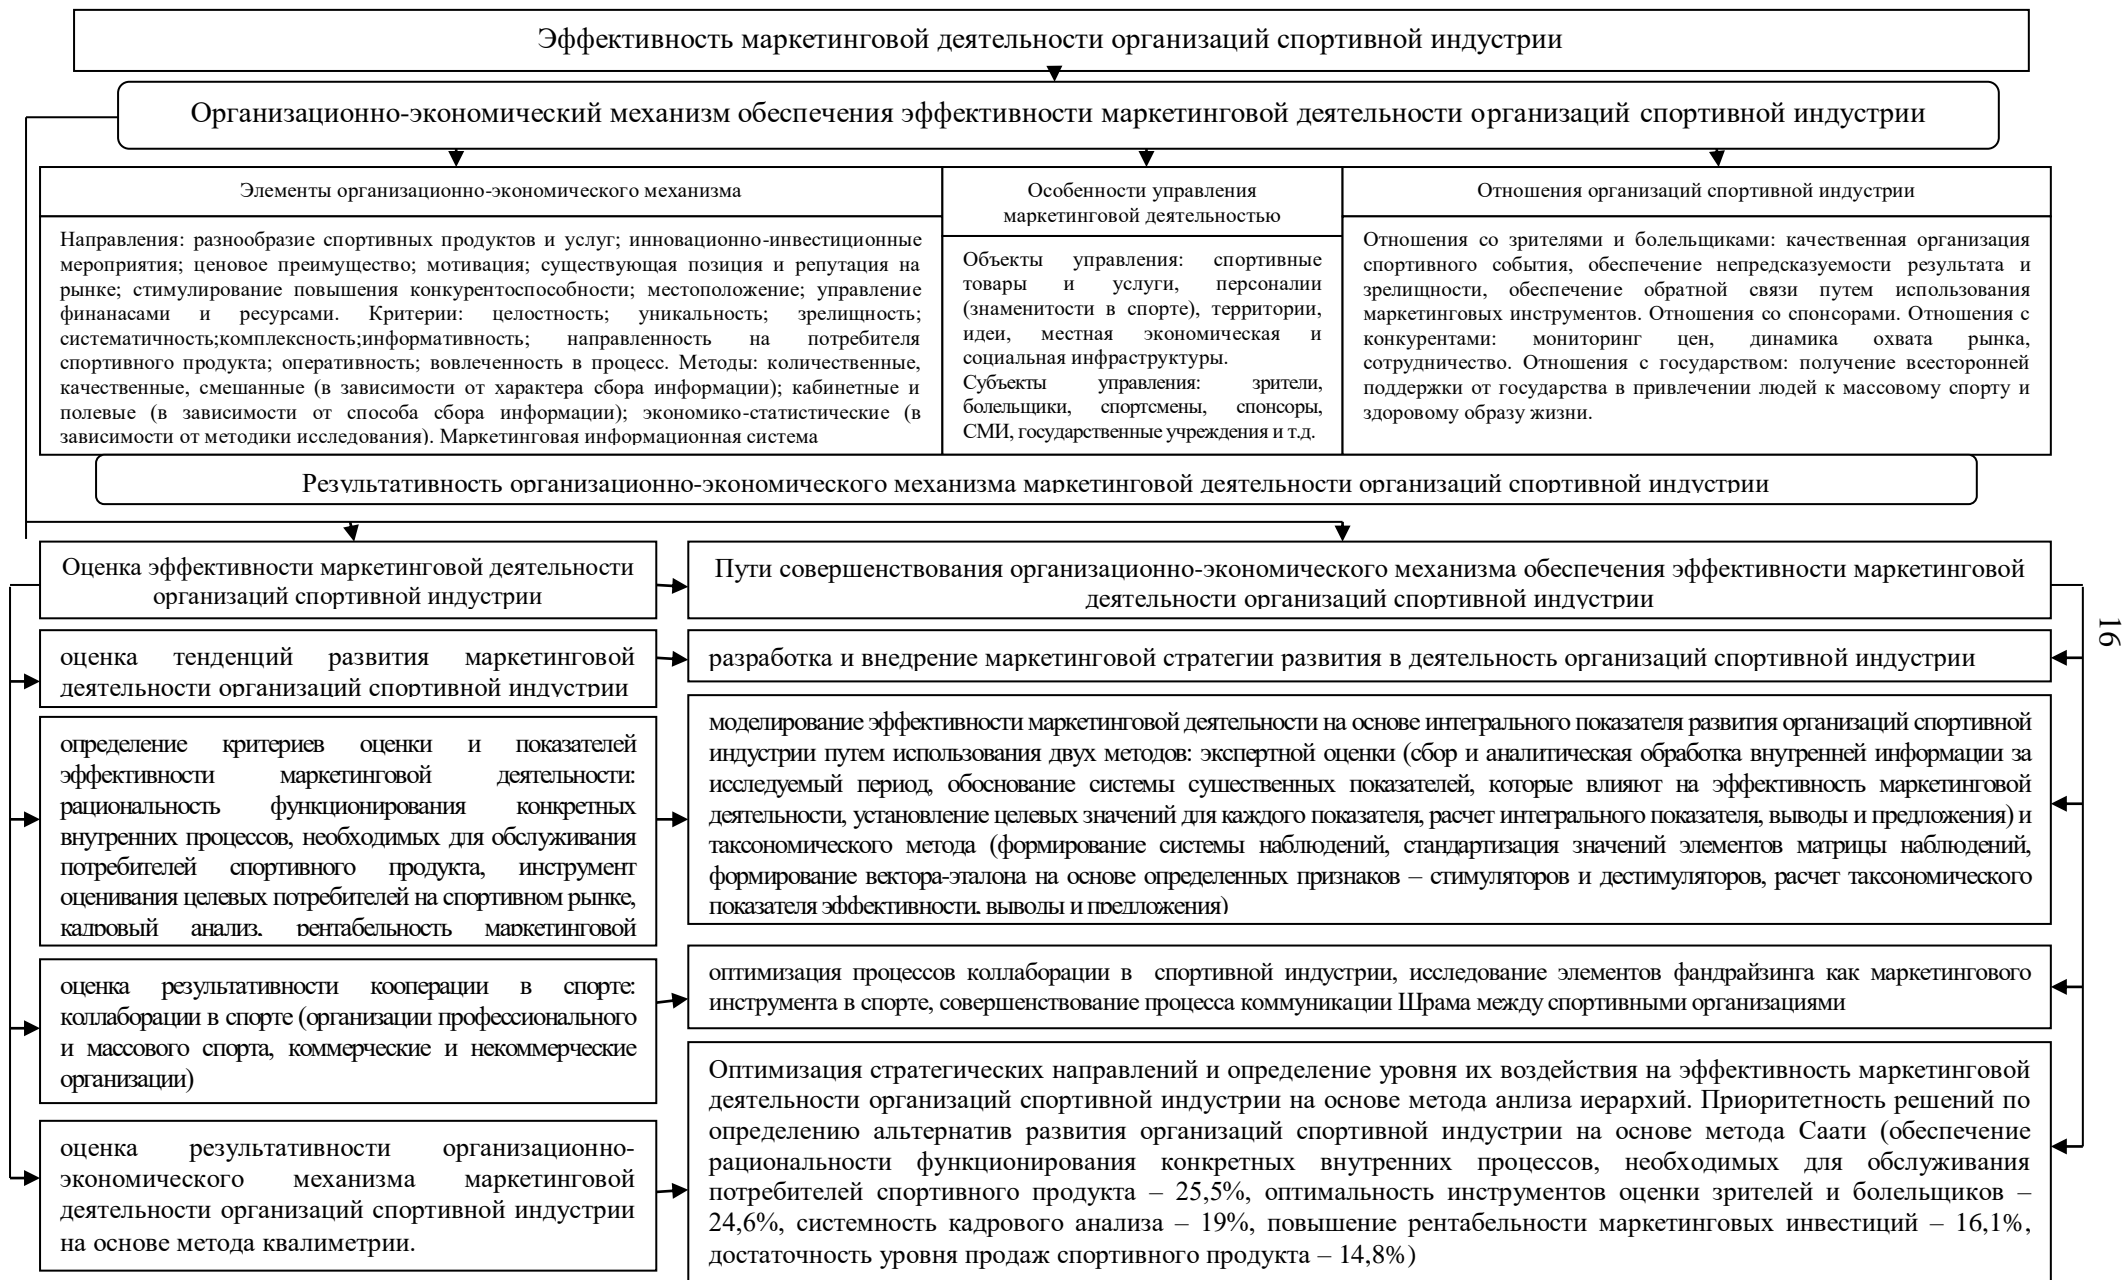 Эффективность маркетинговой деятельности организаций спортивной индустрии
Организационно-экономический механизм обеспечения эффективности маркетинговой деятельности организаций спортивной индустрии
Элементы организационно-экономического механизма
Направления: разнообразие спортивных продуктов и услуг; инновационно-инвестиционные
мероприятия; ценовое преимущество; мотивация; существующая позиция и репутация на
рынке; стимулирование повышения конкурентоспособности; местоположение; управление
финанасами и ресурсами. Критерии: целостность; уникальность; зрелищность;
систематичность;комплексность;информативность; направленность на потребителя
спортивного продукта; оперативность; вовлеченность в процесс. Методы: количественные,
качественные, смешанные (в зависимости от характера сбора информации); кабинетные и
полевые (в зависимости от способа сбора информации); экономико-статистические (в
зависимости от методики исследования). Маркетинговая информационная система
Особенности управления
маркетинговой деятельностью
Объекты управления: спортивные
товары и услуги, персоналии
(знаменитости в спорте), территории,
идеи, местная экономическая и
социальная инфраструктуры.
Субъекты управления: зрители,
болельщики, спортсмены, спонсоры,
СМИ, государственные учреждения и т.д.
Отношения организаций спортивной индустрии
Отношения со зрителями и болельщиками: качественная организация
спортивного события, обеспечение непредсказуемости результата и
зрелищности, обеспечение обратной связи путем использования
маркетинговых инструментов. Отношения со спонсорами. Отношения с
конкурентами: мониторинг цен, динамика охвата рынка,
сотрудничество. Отношения с государством: получение всесторонней
поддержки от государства в привлечении людей к массовому спорту и
здоровому образу жизни.
Результативность организационно-экономического механизма маркетинговой деятельности организаций спортивной индустрии
Оценка эффективности маркетинговой деятельности
организаций спортивной индустрии
Пути совершенствования организационно-экономического механизма обеспечения эффективности маркетинговой
деятельности организаций спортивной индустрии
оценка тенденций развития маркетинговой
деятельности организаций спортивной индустрии
разработка и внедрение маркетинговой стратегии развития в деятельность организаций спортивной индустрии
определение критериев оценки и показателей
эффективности маркетинговой деятельности:
рациональность функционирования конкретных
внутренних процессов, необходимых для обслуживания
потребителей спортивного продукта, инструмент
оценивания целевых потребителей на спортивном рынке,
кадровый анализ, рентабельность маркетинговой
моделирование эффективности маркетинговой деятельности на основе интегрального показателя развития организаций спортивной
индустрии путем использования двух методов: экспертной оценки (сбор и аналитическая обработка внутренней информации за
исследуемый период, обоснование системы существенных показателей, которые влияют на эффективность маркетинговой
деятельности, установление целевых значений для каждого показателя, расчет интегрального показателя, выводы и предложения) и
таксономического метода (формирование системы наблюдений, стандартизация значений элементов матрицы наблюдений,
формирование вектора-эталона на основе определенных признаков – стимуляторов и дестимуляторов, расчет таксономического
показателя эффективности, выводы и предложения)
оценка результативности кооперации в спорте:
коллаборации в спорте (организации профессионального
и массового спорта, коммерческие и некоммерческие
организации)
оптимизация процессов коллаборации в спортивной индустрии, исследование элементов фандрайзинга как маркетингового
инструмента в спорте, совершенствование процесса коммуникации Шрама между спортивными организациями
оценка результативности организационно-
экономического механизма маркетинговой
деятельности организаций спортивной индустрии
на основе метода квалиметрии.
Оптимизация стратегических направлений и определение уровня их воздействия на эффективность маркетинговой
деятельности организаций спортивной индустрии на основе метода анлиза иерархий. Приоритетность решений по
определению альтернатив развития организаций спортивной индустрии на основе метода Саати (обеспечение
рациональности функционирования конкретных внутренних процессов, необходимых для обслуживания
потребителей спортивного продукта – 25,5%, оптимальность инструментов оценки зрителей и болельщиков –
24,6%, системность кадрового анализа – 19%, повышение рентабельности маркетинговых инвестиций – 16,1%,
достаточность уровня продаж спортивного продукта – 14,8%)
16